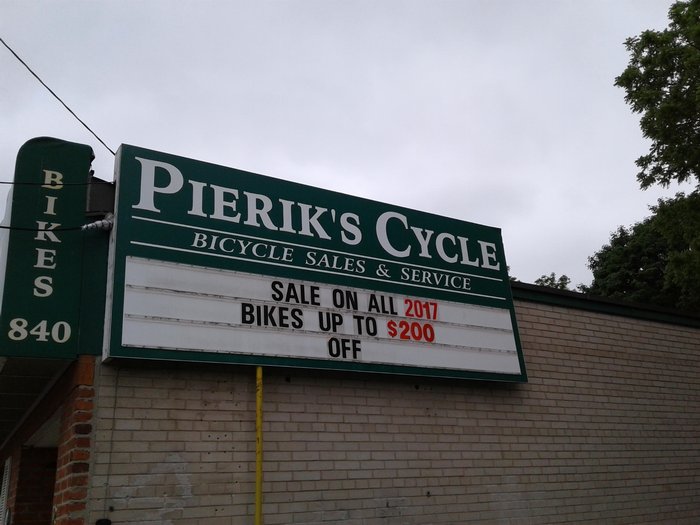 BIKES
840
PIERIK'S CYCLE
BICYCLE SALES & SERVICE
SALE ON ALL 2017
BIKES UP TO $200
OFF